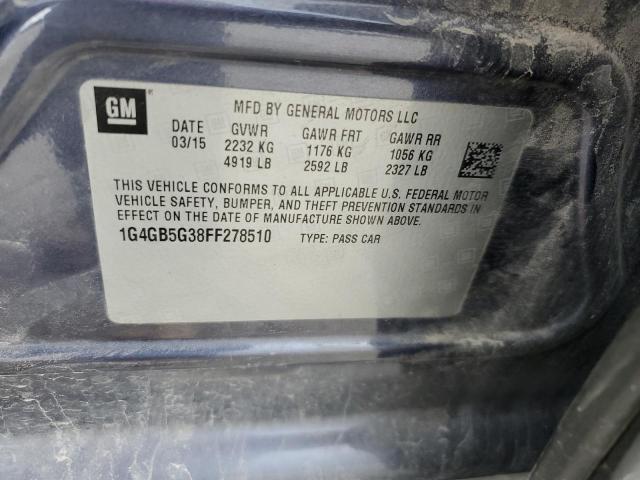 GM
MFD BY GENERAL MOTORS LLC
DATE GVWR GAWR FRT GAWR RR
03/15 2232 KG 1176 KG 1056 KG
4919 LB 2592 LB 2327 LB
THIS VEHICLE CONFORMS TO ALL APPLICABLE U.S. FEDERAL MOTOR
VEHICLE SAFETY, BUMPER, AND THEFT PREVENTION STANDARDS IN
EFFECT ON THE DATE OF MANUFACTURE SHOWN ABOVE.
1G4GB5G38FF278510 TYPE: PASS CAR